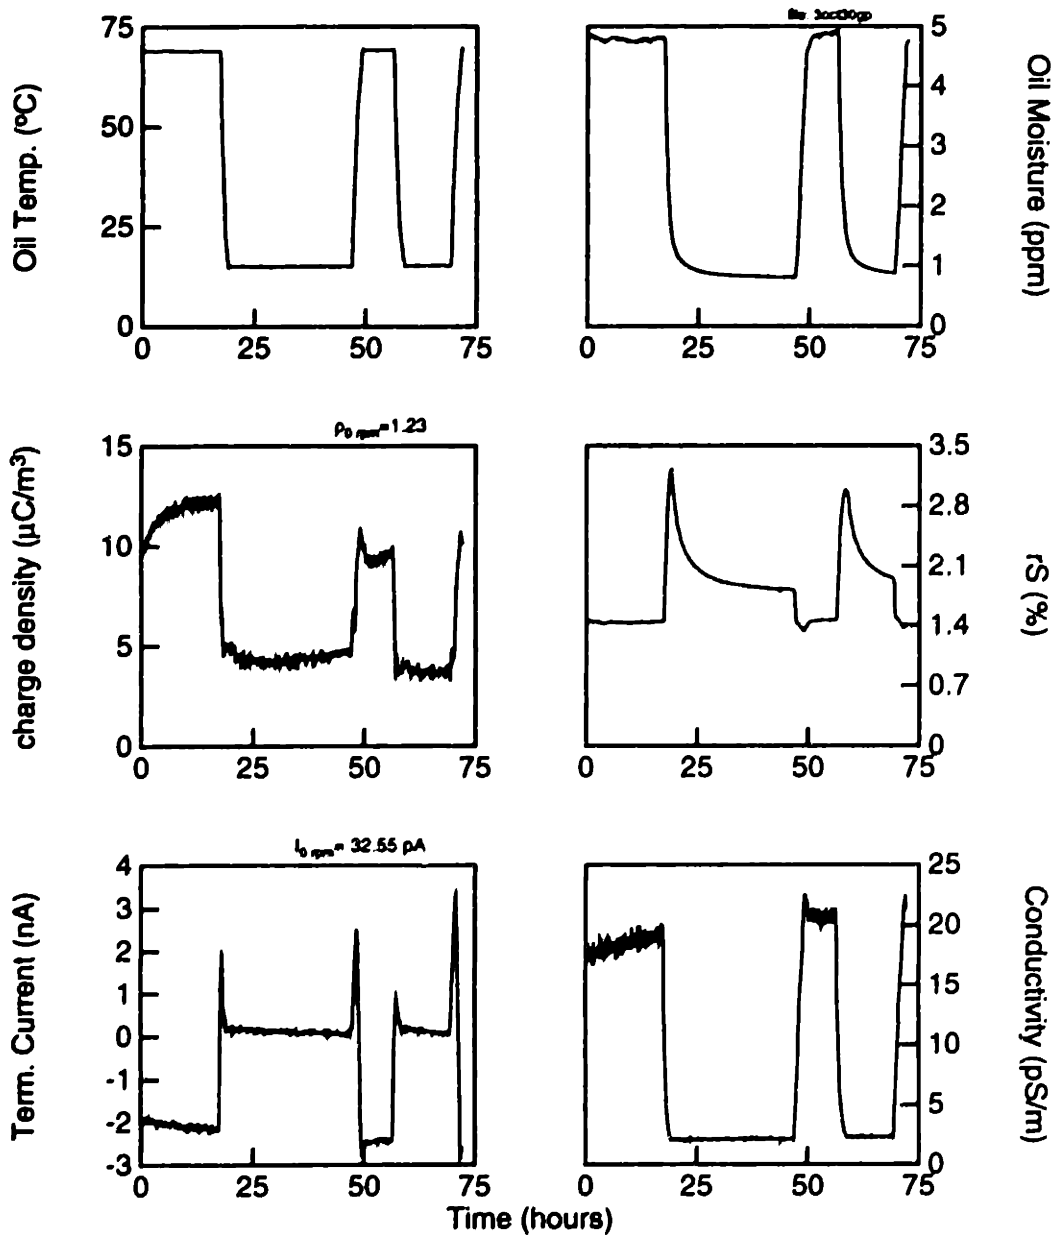 file: 3oct30gp
Oil Temp. (ºC)
75
50
25
0
0 25 50 75
Oil Moisture (ppm)
5
4
3
2
1
0
0 25 50 75
ρ0 rpm=1.23
charge density (µC/m³)
15
10
5
0
0 25 50 75
rS (%)
3.5
2.8
2.1
1.4
0.7
0
0 25 50 75
I0 rpm= 32.55 pA
Term. Current (nA)
4
3
2
1
0
-1
-2
-3
0 25 50 75
Conductivity (pS/m)
25
20
15
10
5
0
0 25 50 75
Time (hours)